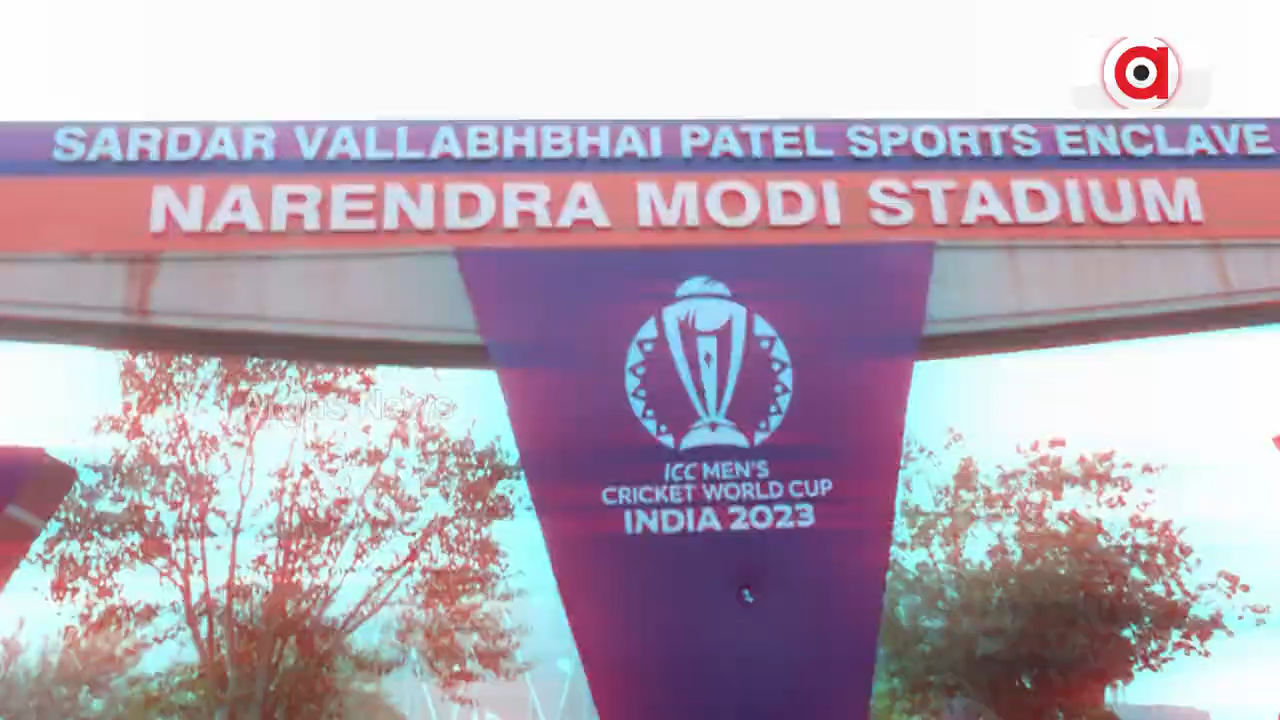 SARDAR VALLABHBHAI PATEL SPORTS ENCLAVE
NARENDRA MODI STADIUM
ICC MEN'S
CRICKET WORLD CUP
INDIA 2023